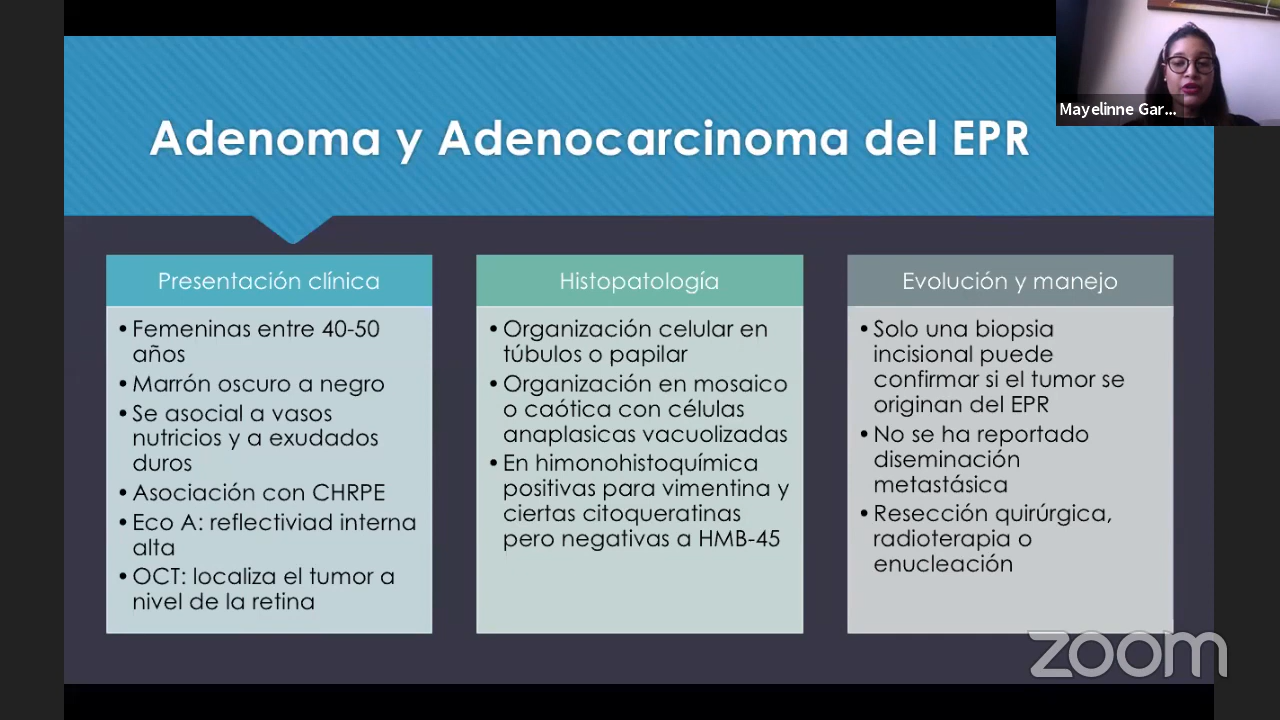 Adenoma y Adenocarcinoma del EPR
Mayelinne Gar...
Presentación clínica
• Femeninas entre 40-50
años
• Marrón oscuro a negro
• Se asocial a vasos
nutricios y a exudados
duros
• Asociación con CHRPE
• Eco A: reflectiviad interna
alta
• OCT: localiza el tumor a
nivel de la retina
Histopatología
• Organización celular en
túbulos o papilar
• Organización en mosaico
o caótica con células
anaplasicas vacuolizadas
• En himonohistoquímica
positivas para vimentina y
ciertas citoqueratinas
pero negativas a HMB-45
Evolución y manejo
• Solo una biopsia
incisional puede
confirmar si el tumor se
originan del EPR
• No se ha reportado
diseminación
metastásica
• Resección quirúrgica,
radioterapia o
enucleación
zoom